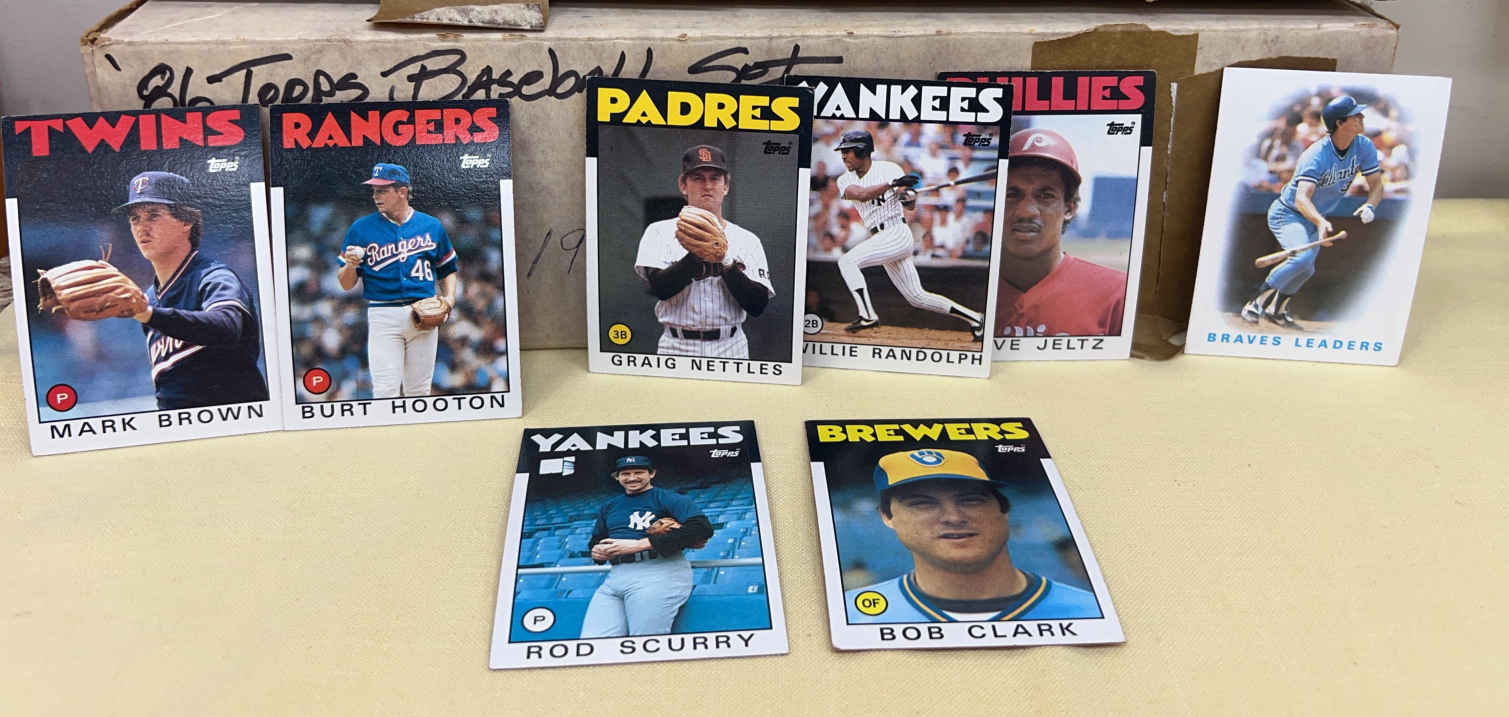 '86 Topps Baseball Set
19
TWINS
Topps
P
MARK BROWN
RANGERS
Topps
Rangers
46
P
BURT HOOTON
PADRES
Topps
S
3B
GRAIG NETTLES
YANKEES
Topps
2B
WILLIE RANDOLPH
PHILLIES
Topps
P
VE JELTZ
BRAVES LEADERS
YANKEES
Topps
NY
P
ROD SCURRY
BREWERS
Topps
OF
BOB CLARK